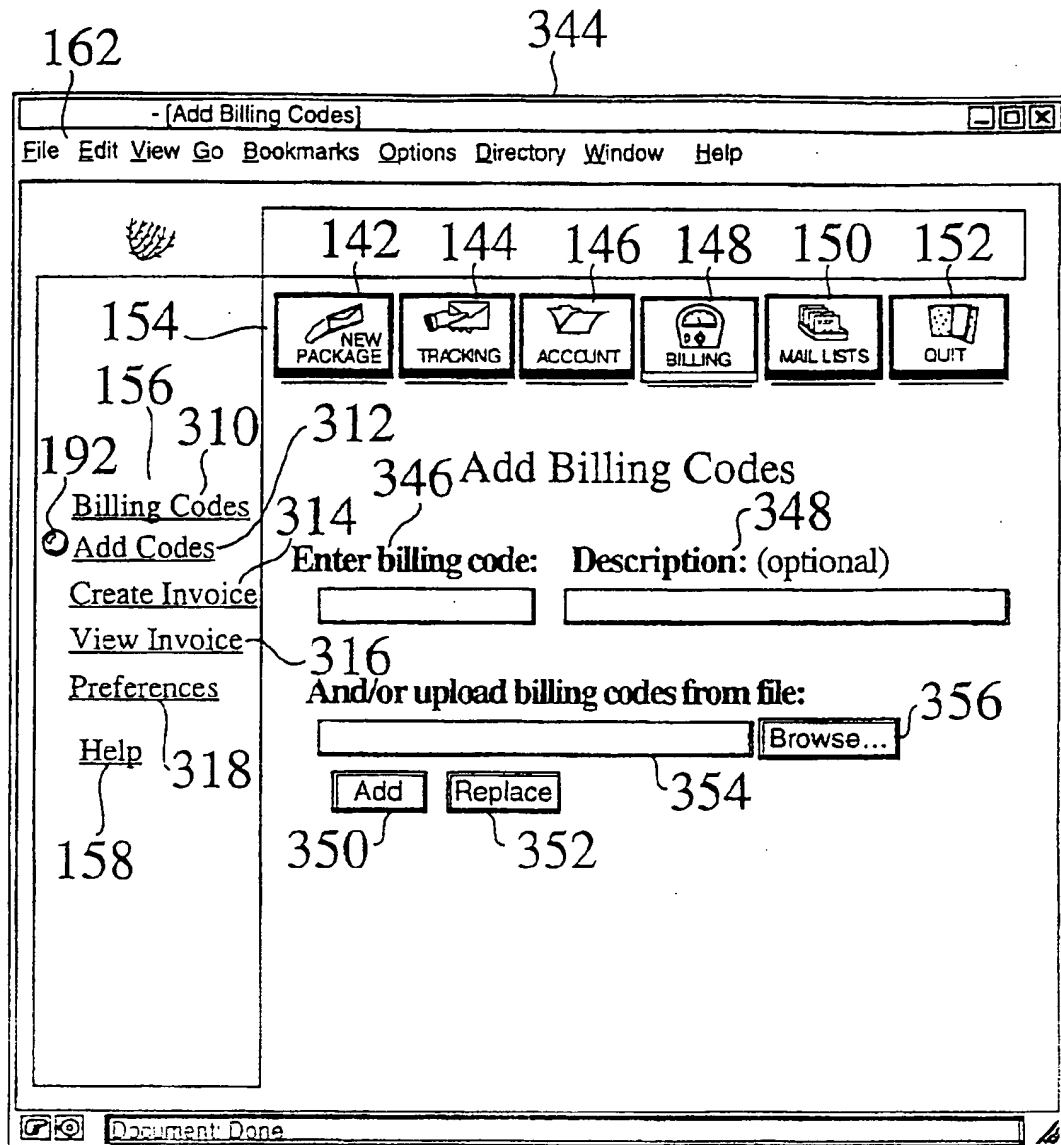 344
162
- [Add Billing Codes]
File Edit View Go Bookmarks Options Directory Window Help
142 144 146 148 150 152
154
NEW PACKAGE TRACKING ACCOUNT BILLING MAIL LISTS QUIT
156
310 312
192
346 Add Billing Codes
Billing Codes
314 348
Add Codes
Enter billing code: Description: (optional)
Create Invoice
View Invoice
316
Preferences
And/or upload billing codes from file:
356
Browse...
Help
318
Add Replace
354
350 352
158
Document: Done